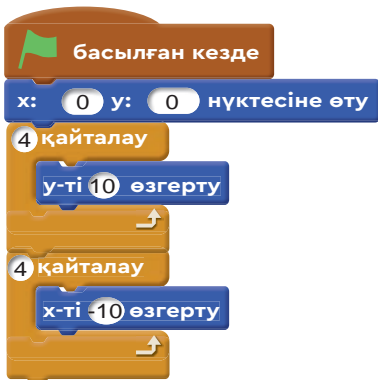 басылған кезде
х: 0 у: 0 нүктесіне өту
4 қайталау
у-ті 10 өзгерту
4 қайталау
х-ті -10 өзгерту